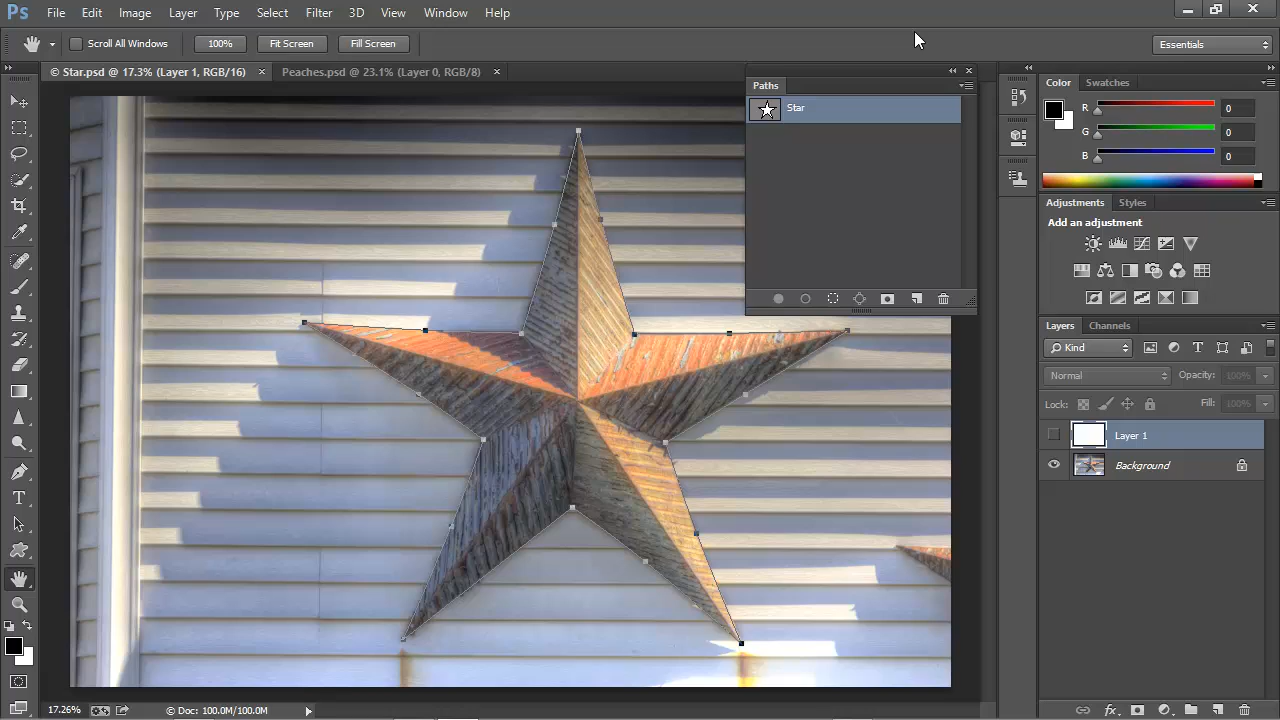 Ps File Edit Image Layer Type Select Filter 3D View Window Help
Scroll All Windows 100% Fit Screen Fill Screen Essentials
© Star.psd @ 17.3% (Layer 1, RGB/16) × Peaches.psd @ 23.1% (Layer 0, RGB/8) ×
Paths
Star
Color Swatches
R 0
G 0
B 0
Adjustments Styles
Add an adjustment
Layers Channels
Kind
Normal Opacity: 100%
Lock: Fill: 100%
Layer 1
Background
17.26% © Doc: 100.0M/100.0M